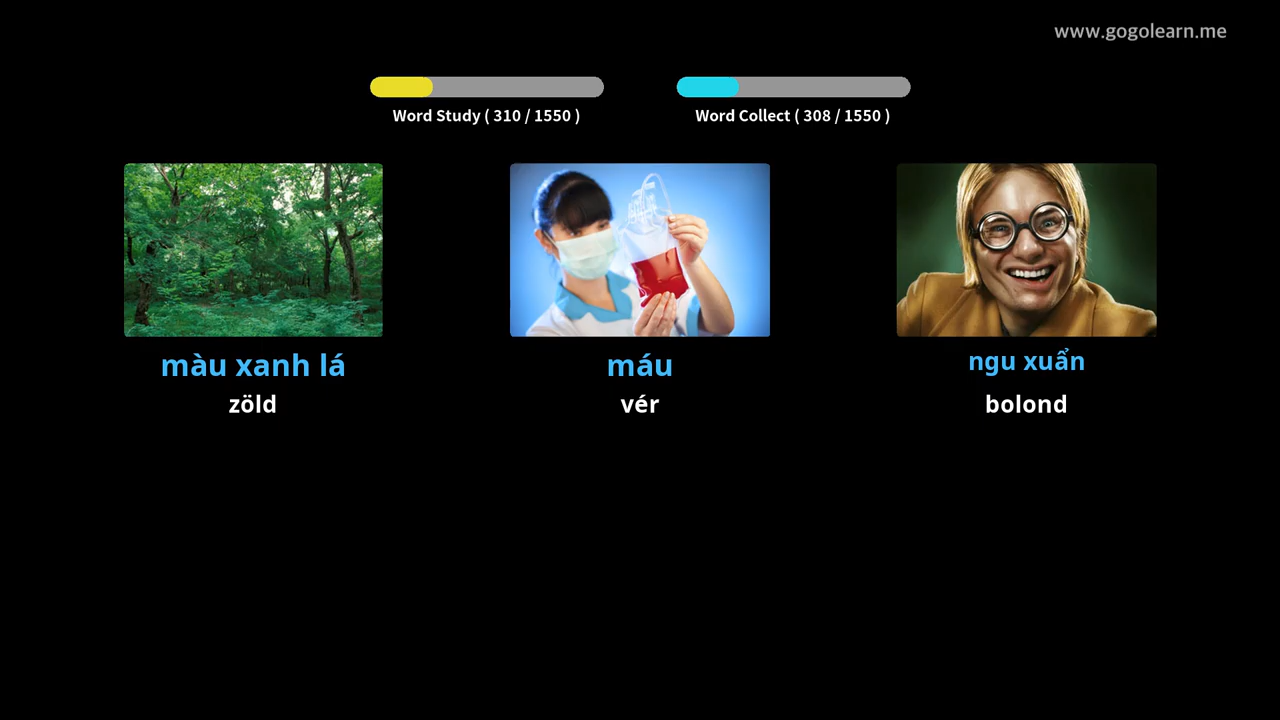 www.gogolearn.me
Word Study ( 310 / 1550 )
Word Collect ( 308 / 1550 )
màu xanh lá
máu
ngu xuẩn
zöld
vér
bolond